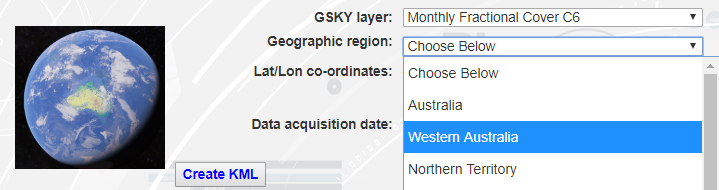 GSKY layer: Monthly Fractional Cover C6
Geographic region: Choose Below
Lat/Lon co-ordinates: Choose Below
Australia
Data acquisition date: Western Australia
Northern Territory
Create KML